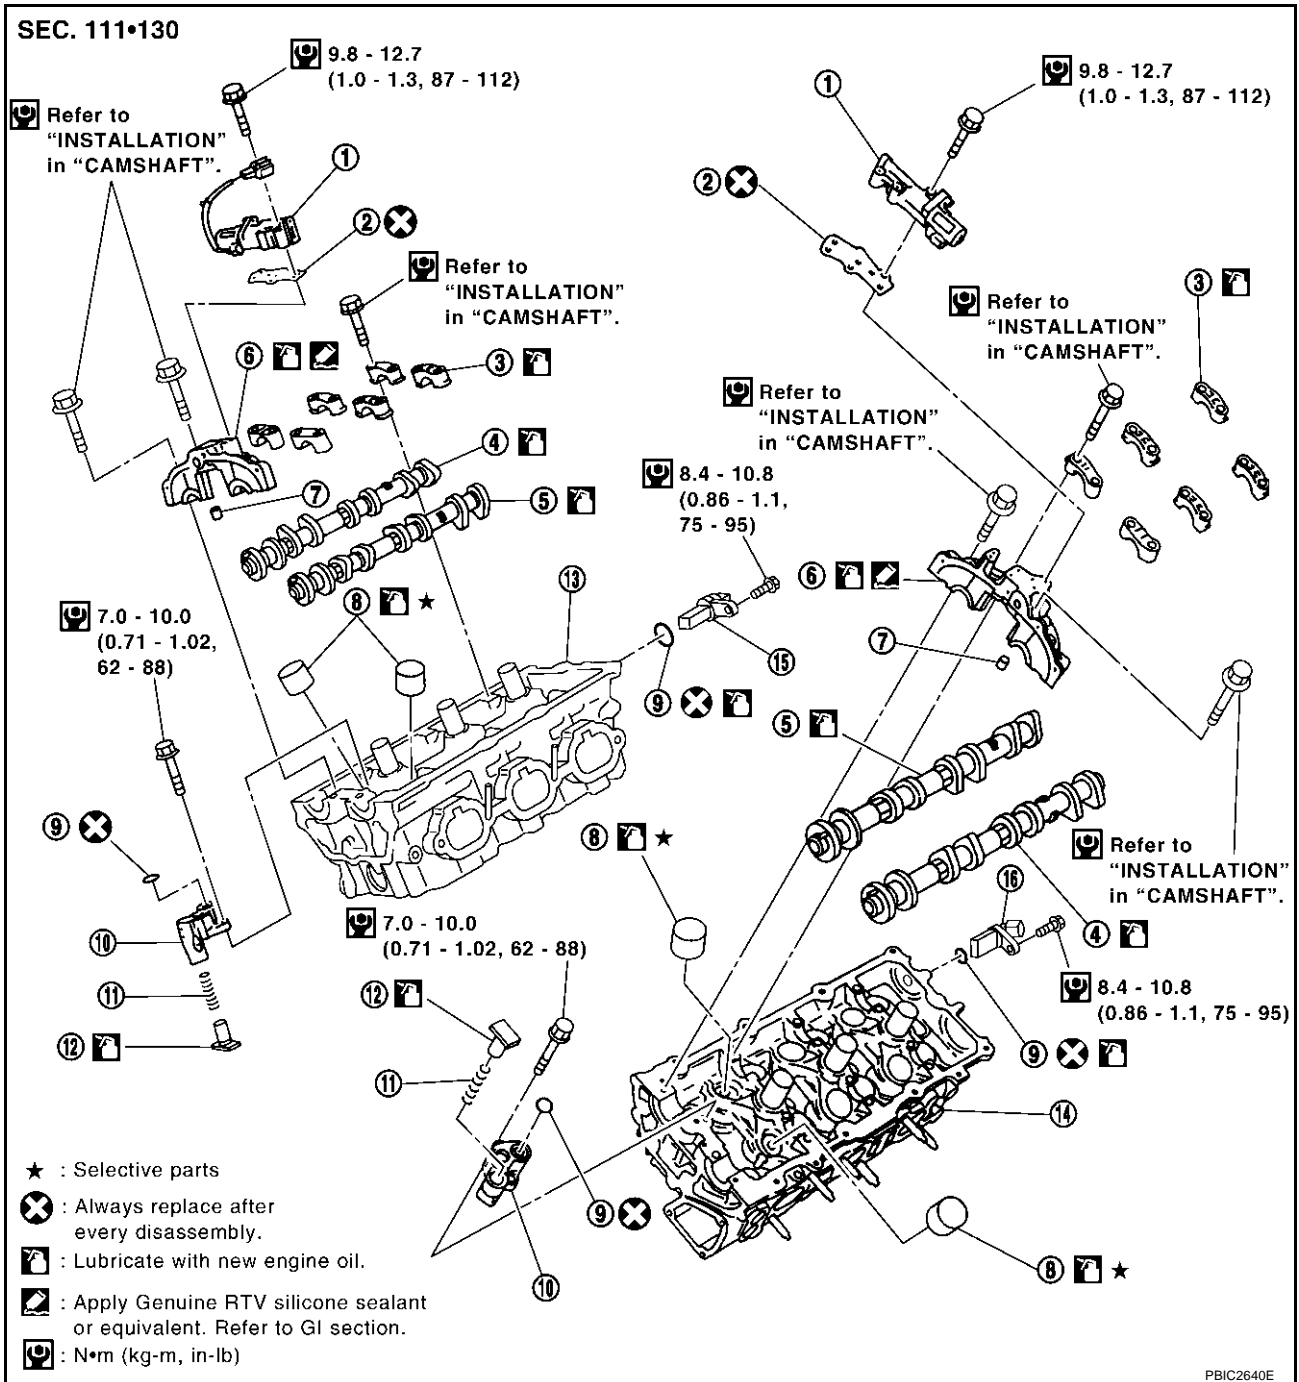 SEC. 111•130
9.8 - 12.7
(1.0 - 1.3, 87 - 112)
Refer to
“INSTALLATION”
in “CAMSHAFT”.
1
2
Refer to
“INSTALLATION”
in “CAMSHAFT”.
6
3
4
5
7
8 ★
7.0 - 10.0
(0.71 - 1.02,
62 - 88)
13
15
9
9
10
11
12
9.8 - 12.7
(1.0 - 1.3, 87 - 112)
1
2
3
Refer to
“INSTALLATION”
in “CAMSHAFT”.
Refer to
“INSTALLATION”
in “CAMSHAFT”.
8.4 - 10.8
(0.86 - 1.1,
75 - 95)
6
7
5
8 ★
Refer to
“INSTALLATION”
in “CAMSHAFT”.
16
4
7.0 - 10.0
(0.71 - 1.02, 62 - 88)
8.4 - 10.8
(0.86 - 1.1, 75 - 95)
12
11
9
14
9
10
8 ★
★ : Selective parts
: Always replace after
every disassembly.
: Lubricate with new engine oil.
: Apply Genuine RTV silicone sealant
or equivalent. Refer to GI section.
: N•m (kg-m, in-lb)
PBIC2640E